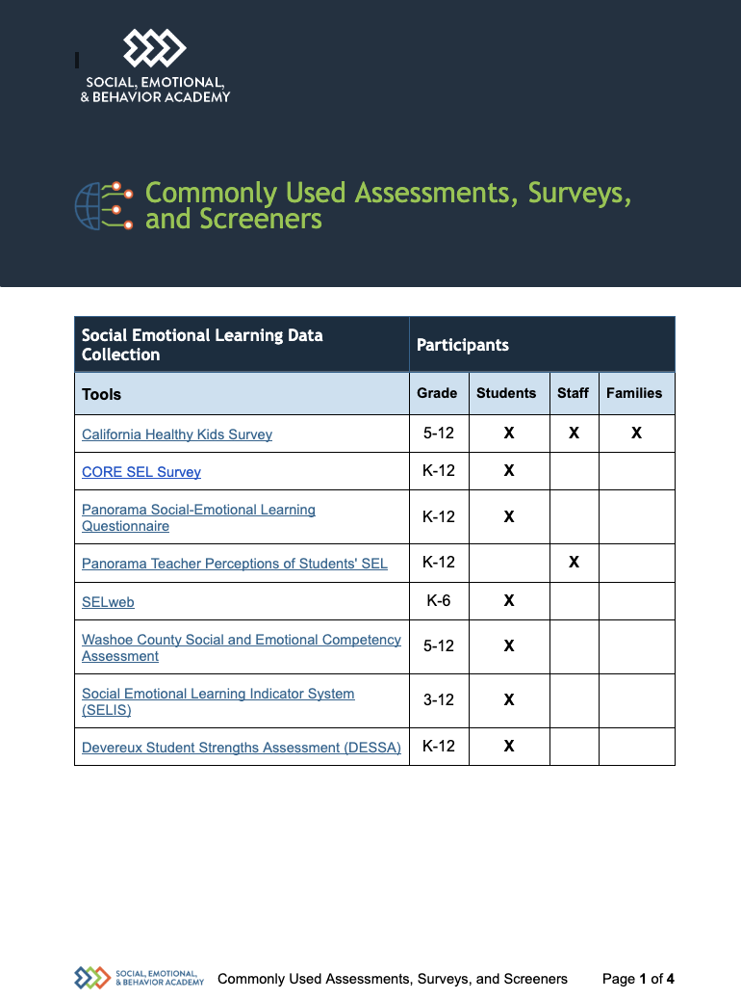 SOCIAL, EMOTIONAL,
& BEHAVIOR ACADEMY
Commonly Used Assessments, Surveys,
and Screeners
Social Emotional Learning Data
Collection
Participants
Tools Grade Students Staff Families
California Healthy Kids Survey 5-12 X X X
CORE SEL Survey K-12 X
Panorama Social-Emotional Learning
Questionnaire
K-12 X
Panorama Teacher Perceptions of Students' SEL K-12 X
SELweb K-6 X
Washoe County Social and Emotional Competency
Assessment
5-12 X
Social Emotional Learning Indicator System
(SELIS)
3-12 X
Devereux Student Strengths Assessment (DESSA) K-12 X
SOCIAL, EMOTIONAL,
& BEHAVIOR ACADEMY
Commonly Used Assessments, Surveys, and Screeners Page 1 of 4